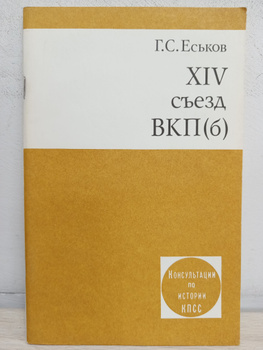 Г.С.Еськов
XIV
съезд
ВКП(б)
Консультации
по
истории
КПСС